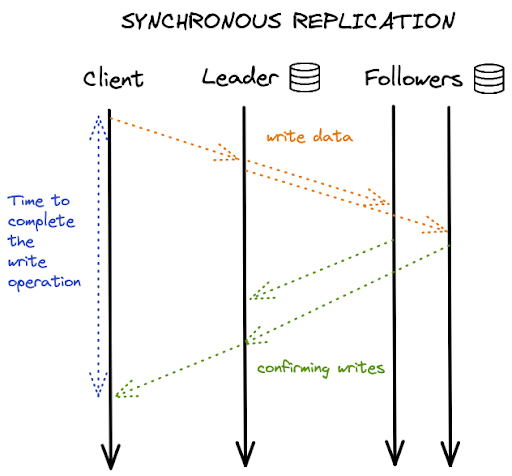 SYNCHRONOUS REPLICATION
Client
Leader
Followers
write data
Time to
complete
the
write
operation
confirming writes